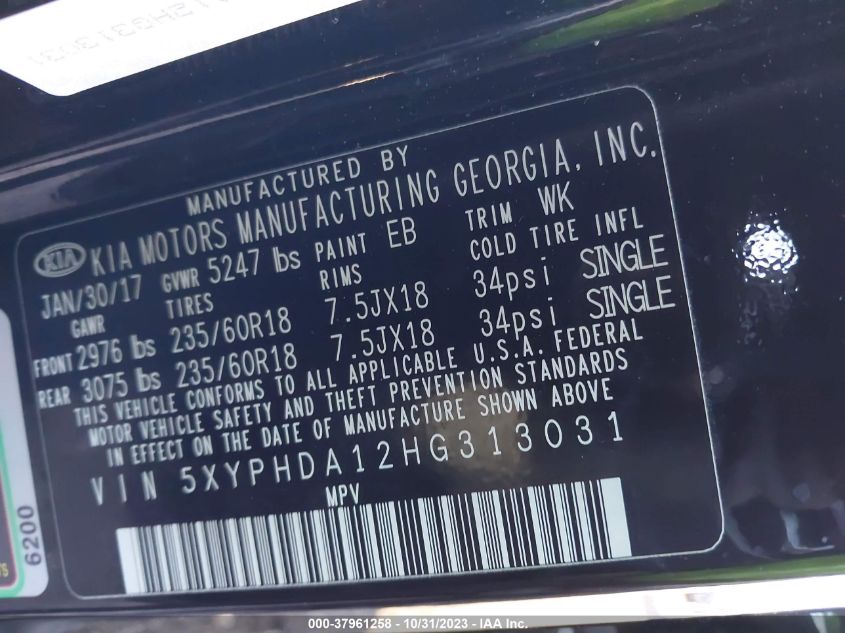 12HG313031
MANUFACTURED BY
KIA KIA MOTORS MANUFACTURING GEORGIA, INC.
JAN/30/17 GVWR 5247 lbs PAINT EB TRIM WK
GAWR TIRES RIMS COLD TIRE INFL
FRONT 2976 lbs 235/60R18 7.5JX18 34psi SINGLE
REAR 3075 lbs 235/60R18 7.5JX18 34psi SINGLE
THIS VEHICLE CONFORMS TO ALL APPLICABLE U.S.A. FEDERAL
MOTOR VEHICLE SAFETY AND THEFT PREVENTION STANDARDS
IN EFFECT ON THE DATE OF MANUFACTURE SHOWN ABOVE
VIN 5XYPHDA12HG313031
MPV
6200
000-37961258 - 10/31/2023 - IAA Inc.